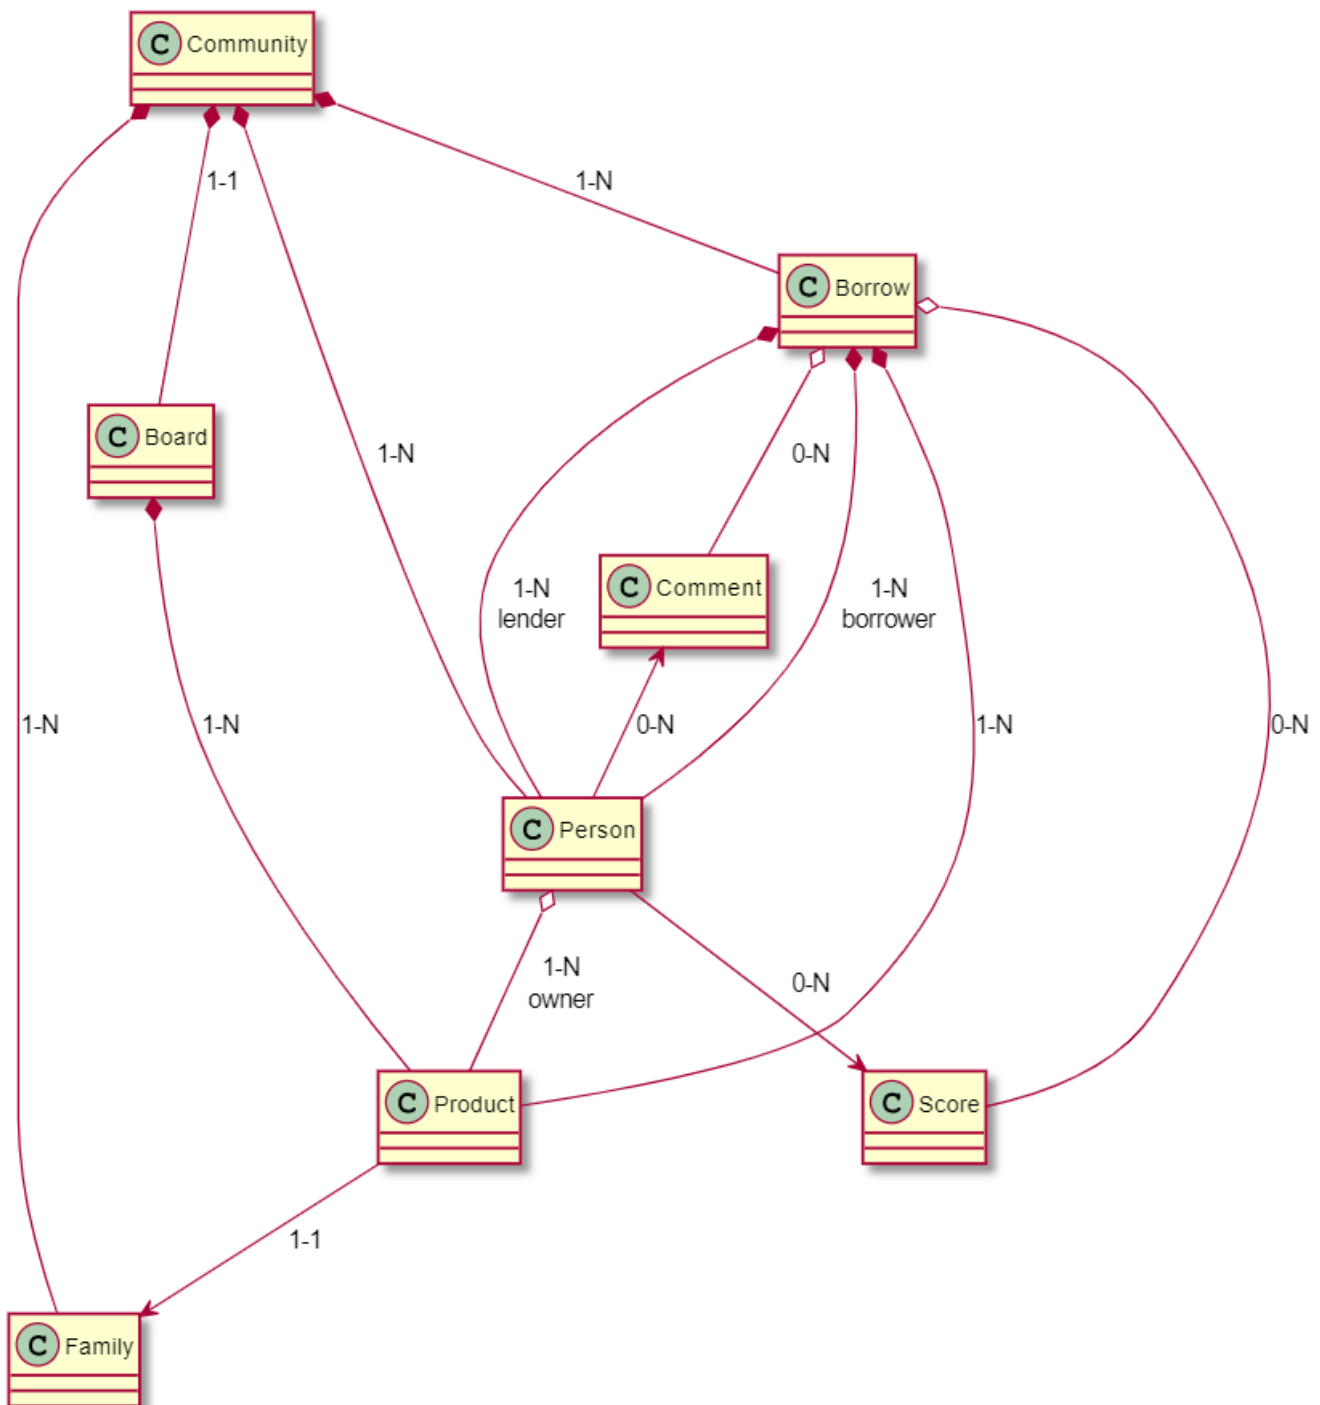 C Community
1-1
1-N
C Borrow
C Board
1-N
0-N
1-N
lender
C Comment
1-N
borrower
1-N
1-N
0-N
1-N
0-N
C Person
1-N
owner
0-N
C Product
C Score
1-1
C Family